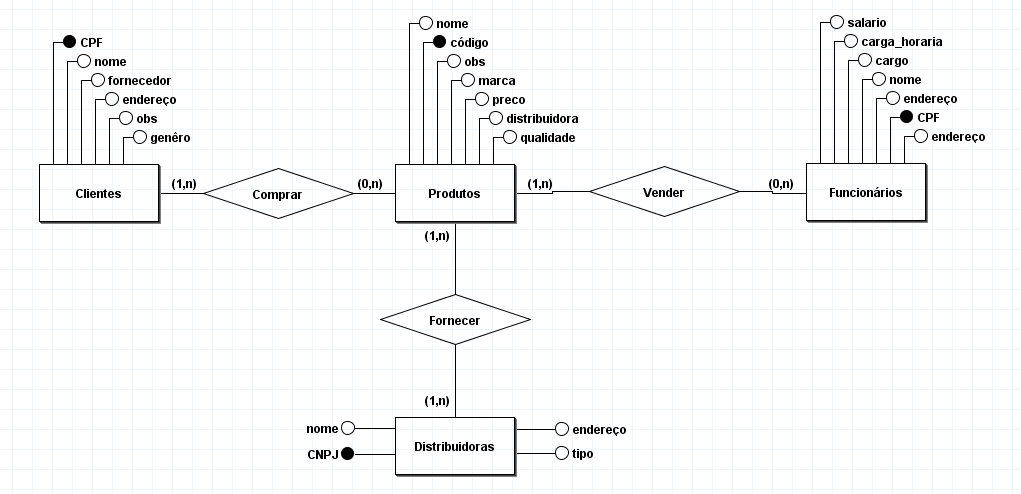 CPF
nome
fornecedor
endereço
obs
genêro
Clientes
(1,n)
Comprar
(0,n)
nome
código
obs
marca
preco
distribuidora
qualidade
Produtos
(1,n)
Vender
(0,n)
salario
carga_horaria
cargo
nome
endereço
CPF
endereço
Funcionários
(1,n)
Fornecer
(1,n)
nome
CNPJ
Distribuidoras
endereço
tipo